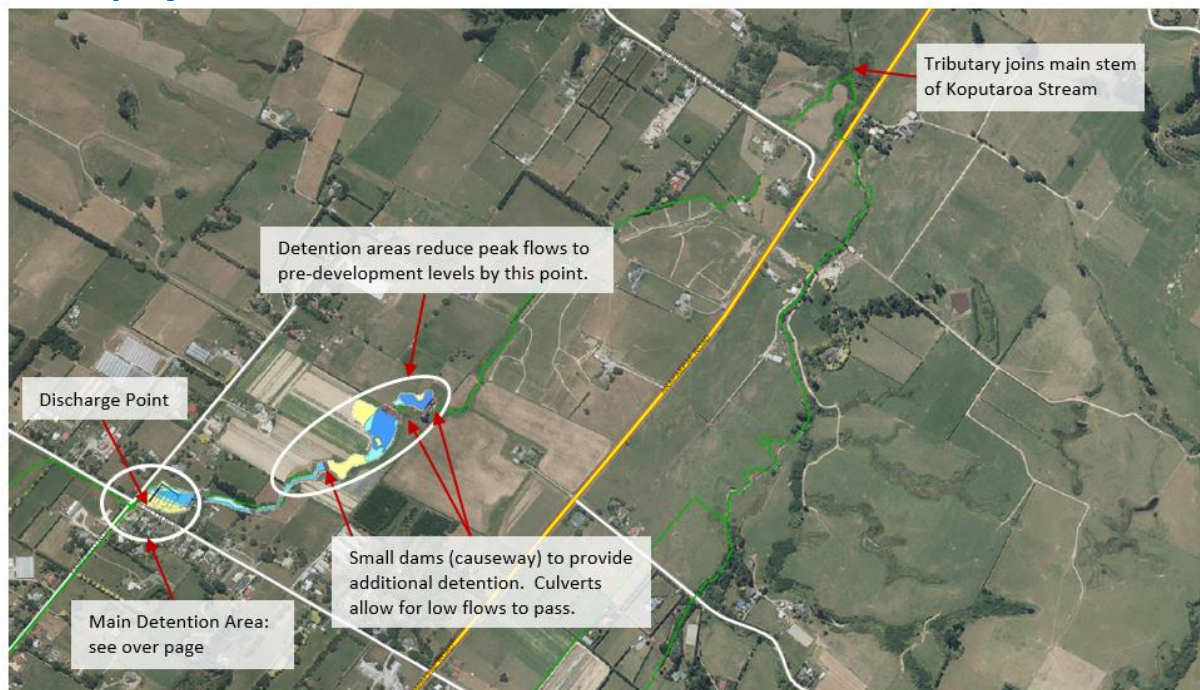 Tributary joins main stem
of Koputaroa Stream
Detention areas reduce peak flows to
pre-development levels by this point.
Discharge Point
Small dams (causeway) to provide
additional detention. Culverts
allow for low flows to pass.
Main Detention Area:
see over page